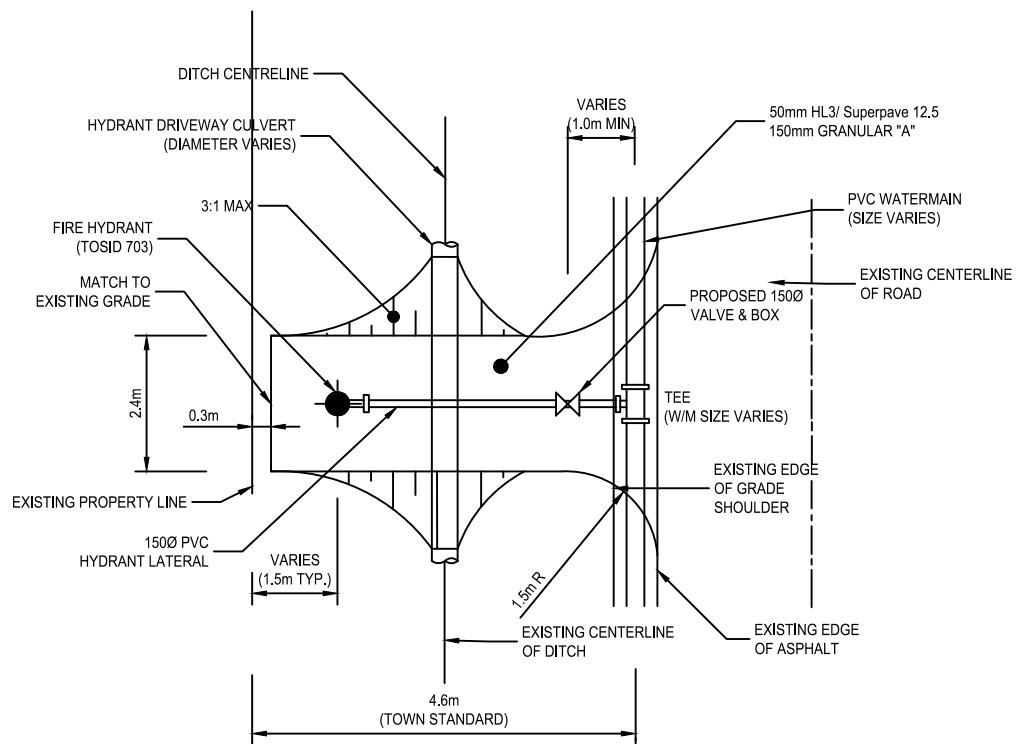 DITCH CENTRELINE
HYDRANT DRIVEWAY CULVERT
(DIAMETER VARIES)
3:1 MAX
FIRE HYDRANT
(TOSID 703)
MATCH TO
EXISTING GRADE
2.4m
0.3m
EXISTING PROPERTY LINE
150Ø PVC
HYDRANT LATERAL
VARIES
(1.5m TYP.)
VARIES
(1.0m MIN)
50mm HL3/ Superpave 12.5
150mm GRANULAR "A"
PVC WATERMAIN
(SIZE VARIES)
EXISTING CENTERLINE
OF ROAD
PROPOSED 150Ø
VALVE & BOX
TEE
(W/M SIZE VARIES)
EXISTING EDGE
OF GRADE
SHOULDER
1.5m R
EXISTING CENTERLINE
OF DITCH
EXISTING EDGE
OF ASPHALT
4.6m
(TOWN STANDARD)